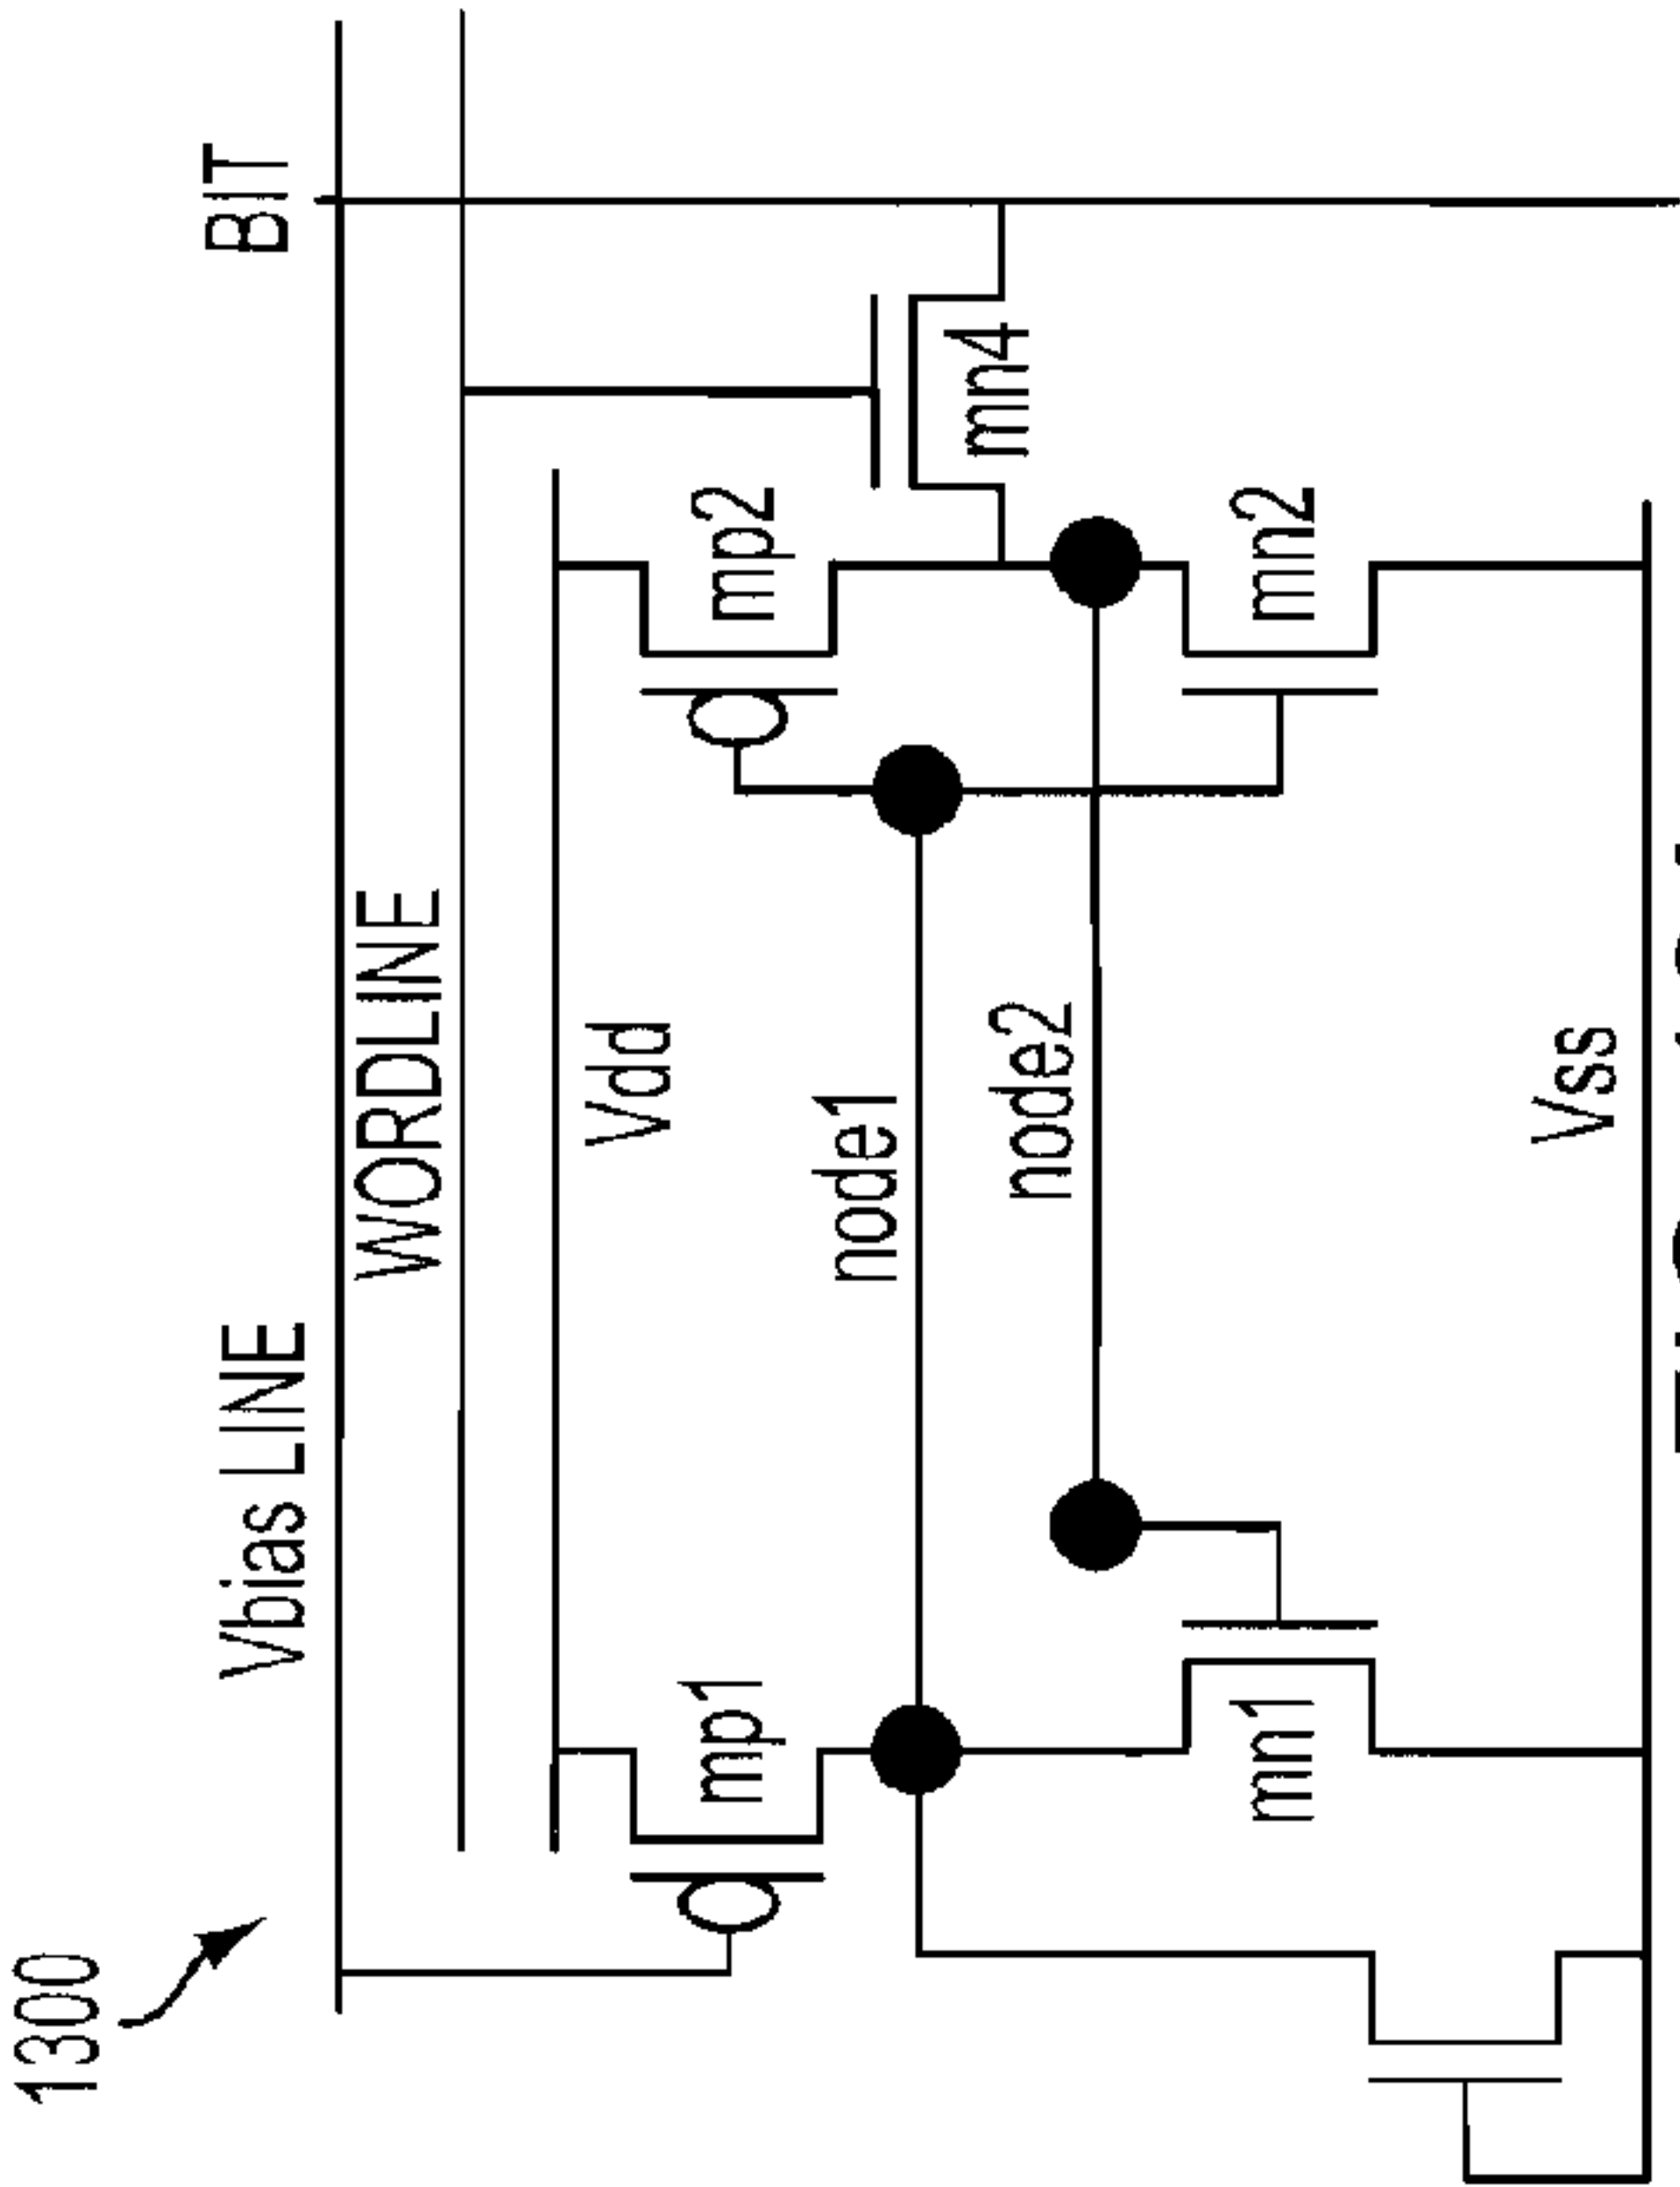 1300
Vbias LINE
BIT
WORDLINE
Vdd
mp1
mp2
node1
mn4
node2
mn1
mn2
Vss